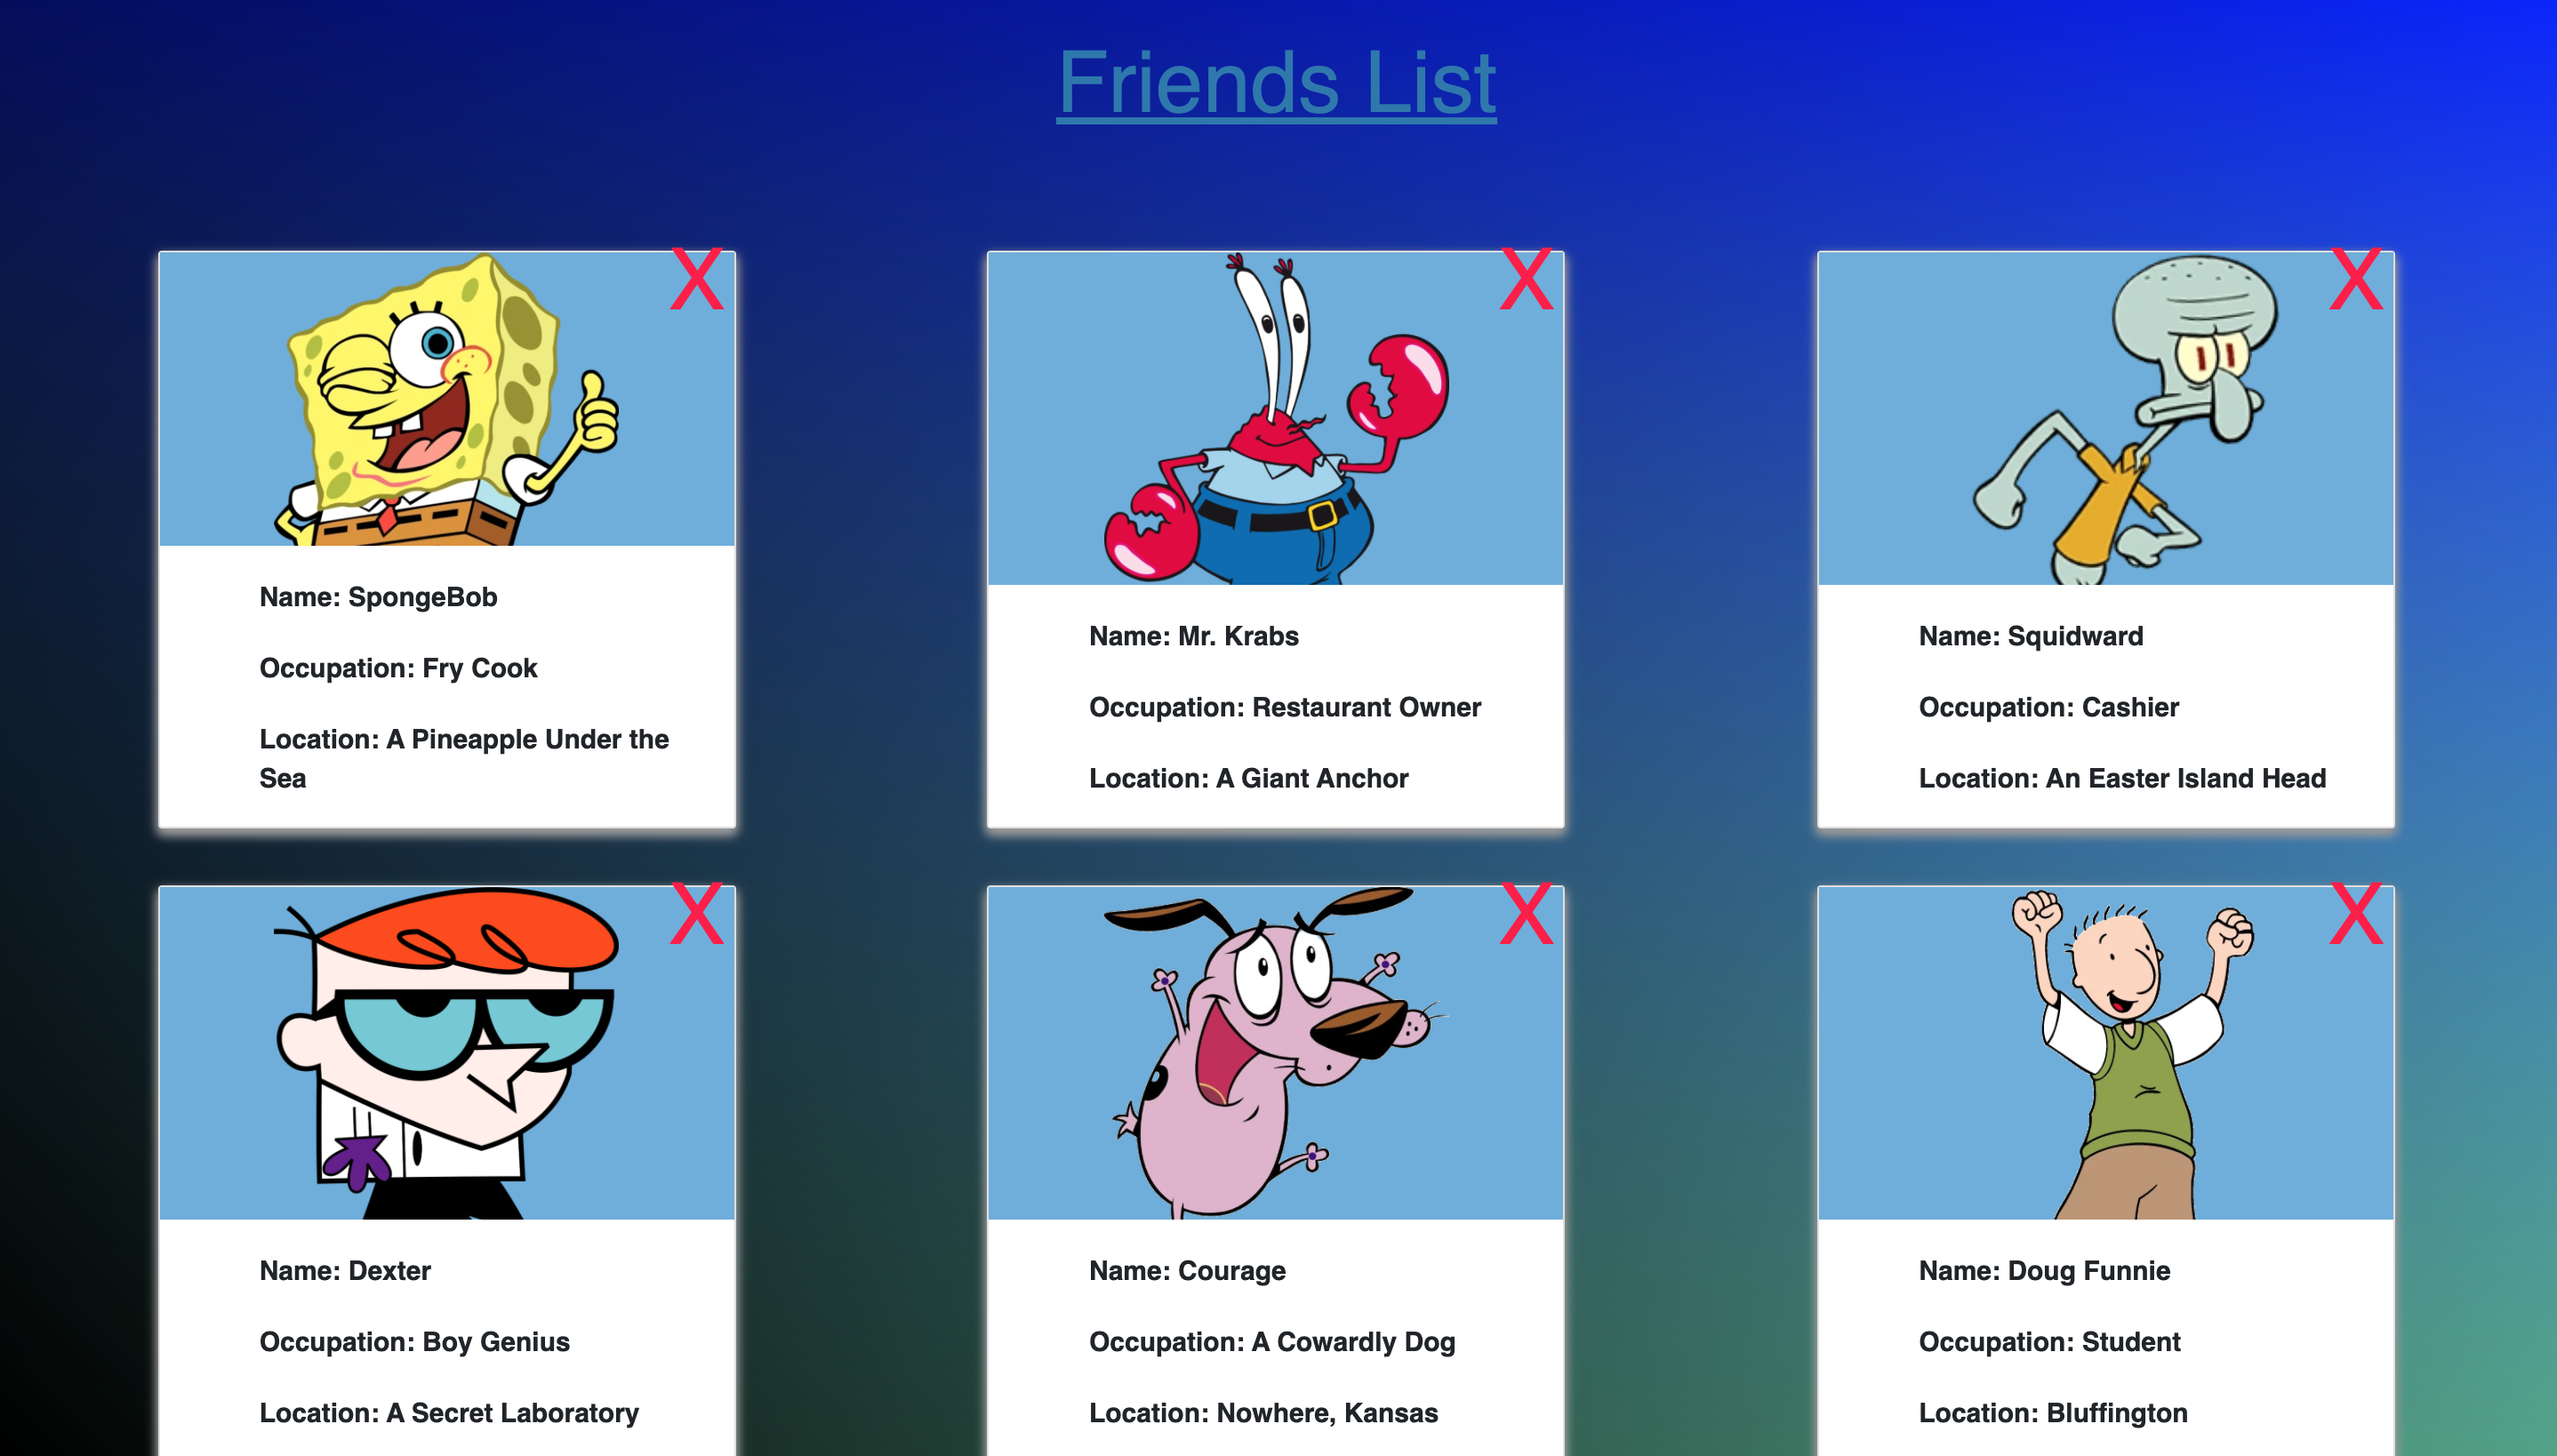 Friends List
X
X
X
Name: SpongeBob
Occupation: Fry Cook
Location: A Pineapple Under the
Sea
Name: Mr. Krabs
Occupation: Restaurant Owner
Location: A Giant Anchor
Name: Squidward
Occupation: Cashier
Location: An Easter Island Head
X
X
X
Name: Dexter
Occupation: Boy Genius
Location: A Secret Laboratory
Name: Courage
Occupation: A Cowardly Dog
Location: Nowhere, Kansas
Name: Doug Funnie
Occupation: Student
Location: Bluffington